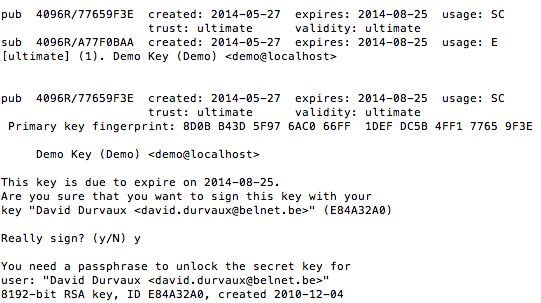 pub  4096R/77659F3E  created: 2014-05-27  expires: 2014-08-25  usage: SC
                     trust: ultimate      validity: ultimate
sub  4096R/A77F0BAA  created: 2014-05-27  expires: 2014-08-25  usage: E
[ultimate] (1). Demo Key (Demo) <demo@localhost>

pub  4096R/77659F3E  created: 2014-05-27  expires: 2014-08-25  usage: SC
                     trust: ultimate      validity: ultimate
 Primary key fingerprint: 8D0B B43D 5F97 6AC0 66FF  1DEF DC5B 4FF1 7765 9F3E

     Demo Key (Demo) <demo@localhost>

This key is due to expire on 2014-08-25.
Are you sure that you want to sign this key with your
key "David Durvaux <david.durvaux@belnet.be>" (E84A32A0)

Really sign? (y/N) y

You need a passphrase to unlock the secret key for
user: "David Durvaux <david.durvaux@belnet.be>"
8192-bit RSA key, ID E84A32A0, created 2010-12-04